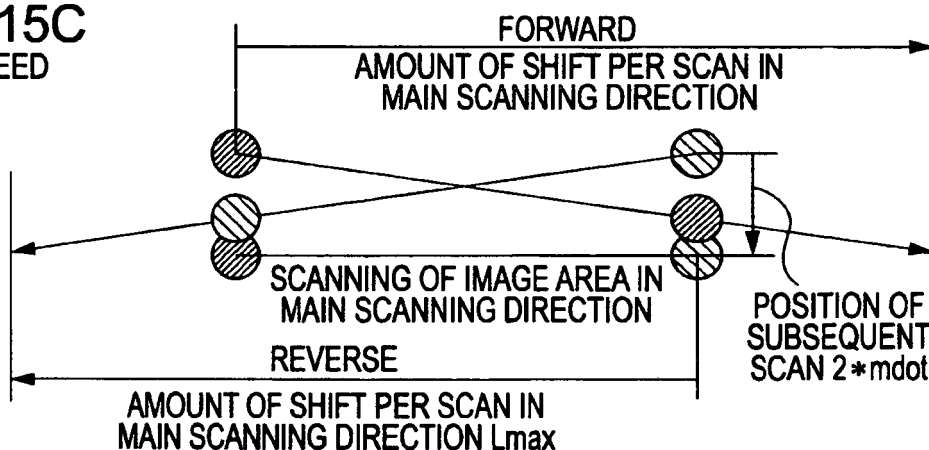 15C
EED
FORWARD
AMOUNT OF SHIFT PER SCAN IN
MAIN SCANNING DIRECTION
SCANNING OF IMAGE AREA IN
MAIN SCANNING DIRECTION
POSITION OF
SUBSEQUENT
SCAN 2*mdot
REVERSE
AMOUNT OF SHIFT PER SCAN IN
MAIN SCANNING DIRECTION Lmax